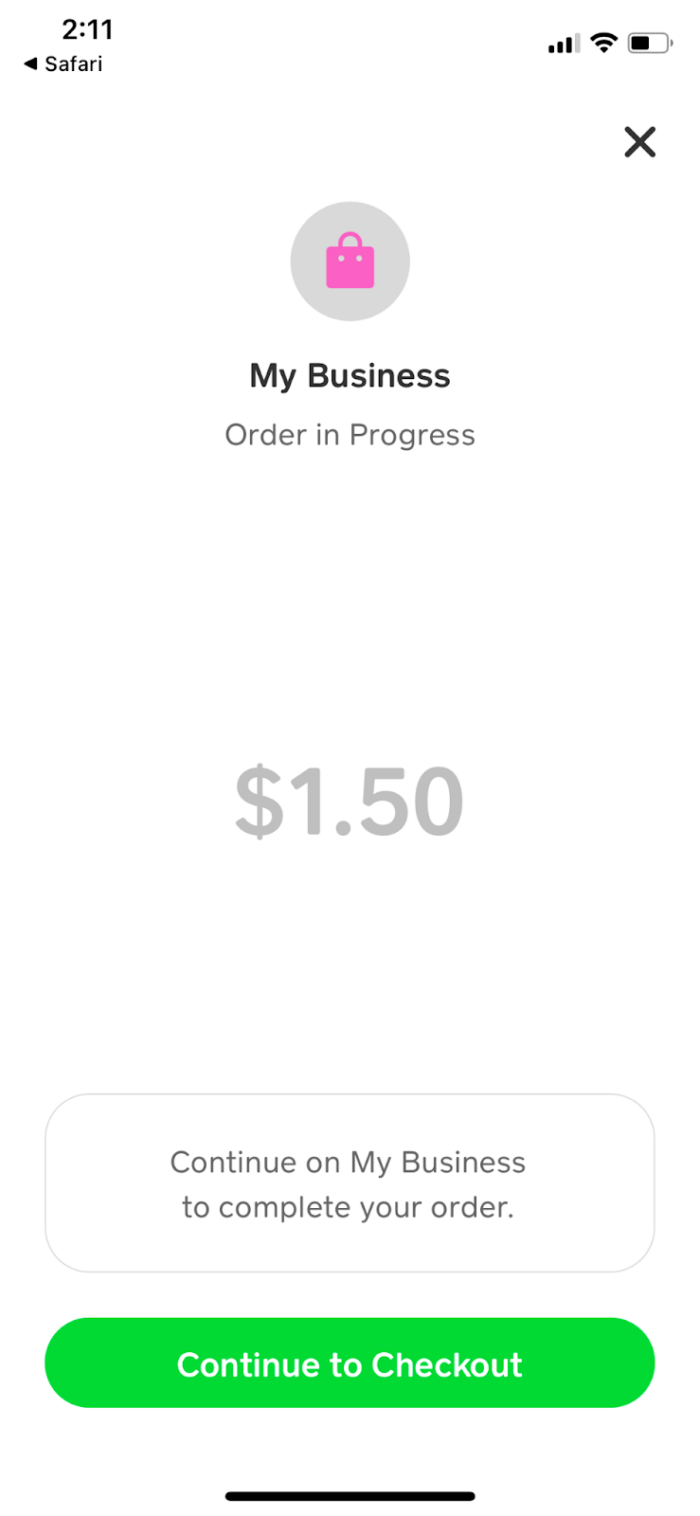 2:11
Safari
My Business
Order in Progress
$1.50
Continue on My Business
to complete your order.
Continue to Checkout